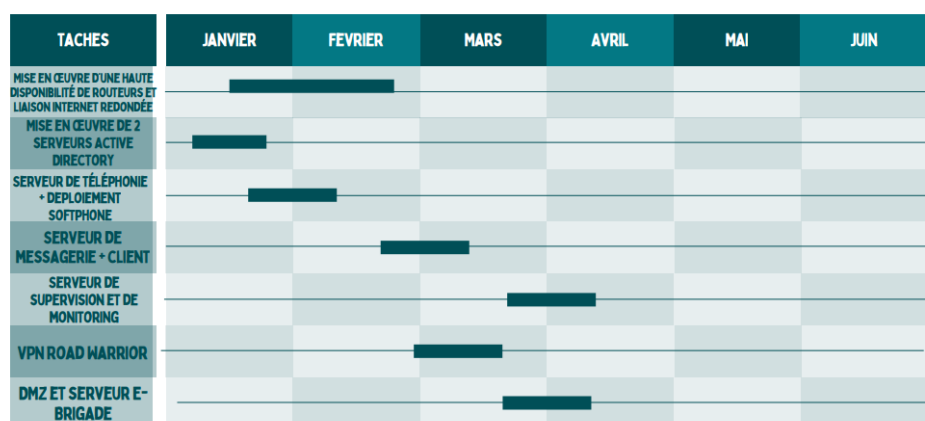 TACHES JANVIER FEVRIER MARS AVRIL MAI JUIN
MISE EN ŒUVRE D'UNE HAUTE
DISPONIBILITÉ DE ROUTEURS ET
LIAISON INTERNET REDONDÉE
MISE EN ŒUVRE DE 2
SERVEURS ACTIVE
DIRECTORY
SERVEUR DE TÉLÉPHONIE
+ DEPLOIEMENT
SOFTPHONE
SERVEUR DE
MESSAGERIE + CLIENT
SERVEUR DE
SUPERVISION ET DE
MONITORING
VPN ROAD WARRIOR
DMZ ET SERVEUR E-
BRIGADE